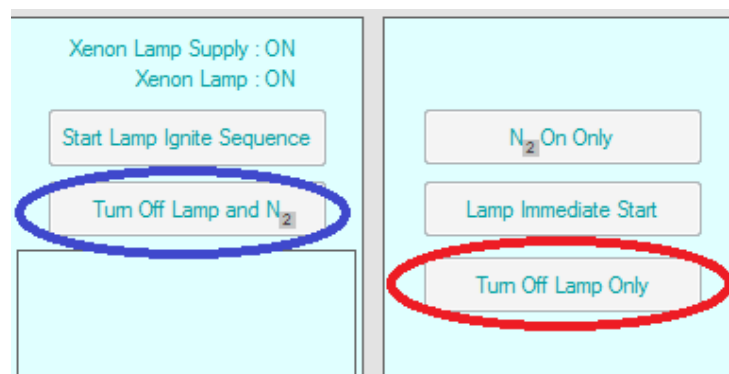 Xenon Lamp Supply : ON
Xenon Lamp : ON
Start Lamp Ignite Sequence
Turn Off Lamp and N2
N2 On Only
Lamp Immediate Start
Turn Off Lamp Only